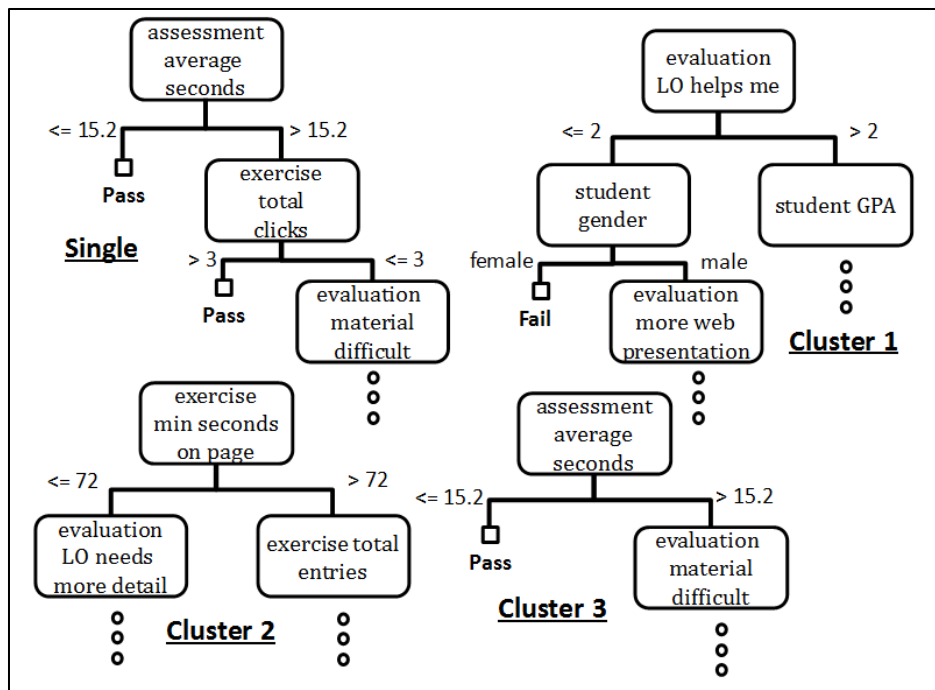 assessment
average
seconds
<= 15.2
> 15.2
Pass
exercise
total
clicks
Single
> 3
<= 3
Pass
evaluation
material
difficult
evaluation
LO helps me
<= 2
> 2
student
gender
student GPA
female
male
Fail
evaluation
more web
presentation
Cluster 1
exercise
min seconds
on page
<= 72
> 72
evaluation
LO needs
more detail
exercise total
entries
Cluster 2
assessment
average
seconds
<= 15.2
> 15.2
Pass
evaluation
material
difficult
Cluster 3